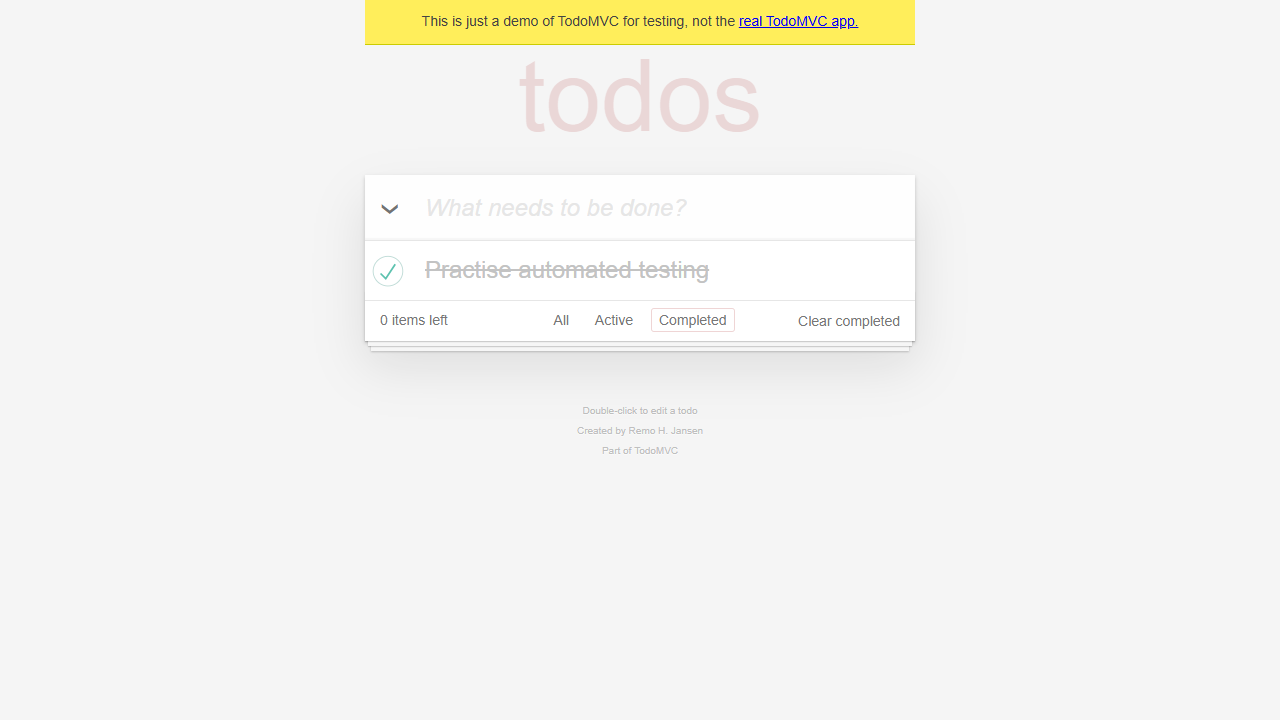 This is just a demo of TodoMVC for testing, not the real TodoMVC app.
todos
What needs to be done?
Practise automated testing
0 items left All Active Completed Clear completed
Double-click to edit a todo
Created by Remo H. Jansen
Part of TodoMVC